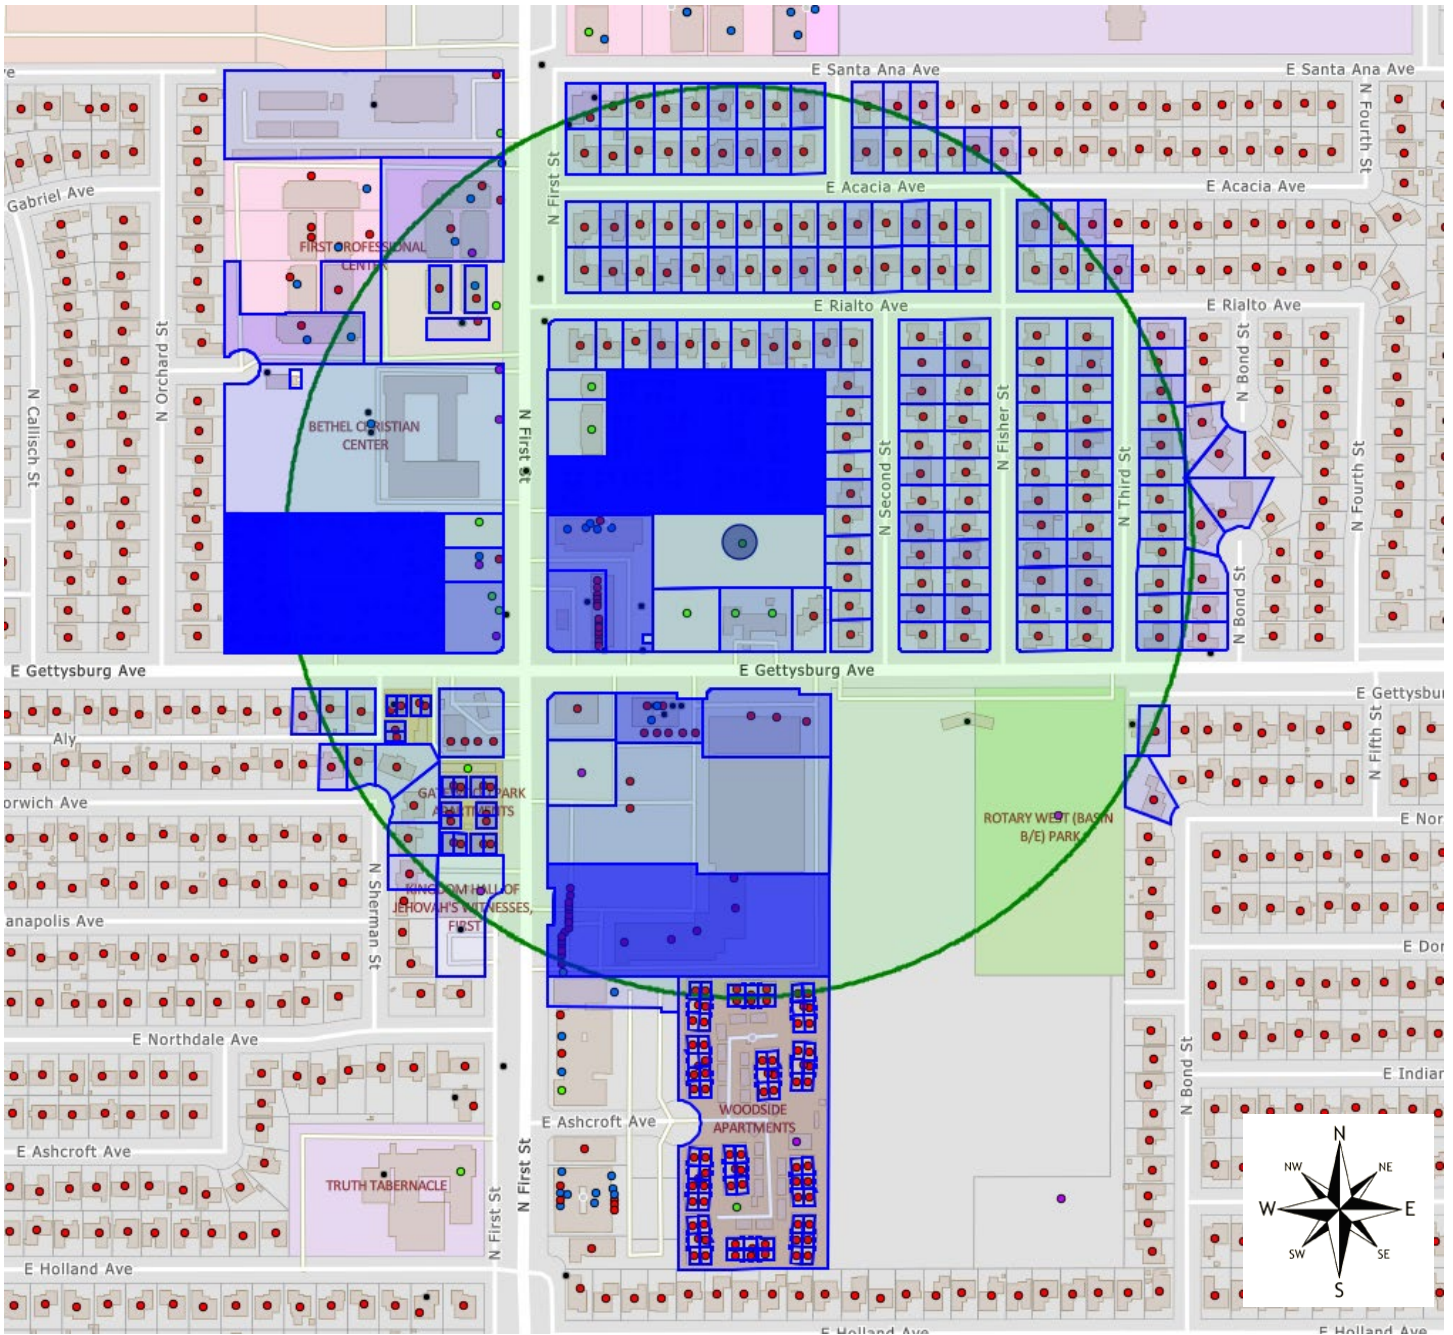 E Santa Ana Ave
E Santa Ana Ave
ve
N Fourth St
N First St
E Acacia Ave
E Acacia Ave
Gabriel Ave
FIRST PROFESSIONAL
CENTER
E Rialto Ave
E Rialto Ave
N Orchard St
N Bond St
N Callisch St
N First St
N Fisher St
BETHEL CHRISTIAN
CENTER
N Second St
N Third St
N Fourth St
N Bond St
E Gettysburg Ave
E Gettysburg Ave
E Gettysbur
Aly
N Fifth St
orwich Ave
GATEWOOD PARK
APARTMENTS
ROTARY WEST (BASIN
B/E) PARK
E Nor
N Sherman St
KINGDOM HALL OF
JEHOVAH'S WITNESSES,
FIRST
anapolis Ave
E Dor
E Northdale Ave
N Bond St
E Indian
WOODSIDE
APARTMENTS
E Ashcroft Ave
E Ashcroft Ave
TRUTH TABERNACLE
N First St
N First St
N
NW
NE
W
E
SW
SE
S
E Holland Ave
E Holland Ave
E Holland Ave